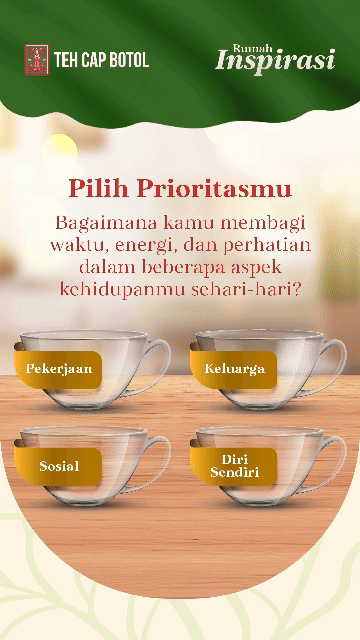 TEH CAP BOTOL
Rumah
Inspirasi
Pilih Prioritasmu
Bagaimana kamu membagi
waktu, energi, dan perhatian
dalam beberapa aspek
kehidupanmu sehari-hari?
Pekerjaan
Keluarga
Sosial
Diri
Sendiri